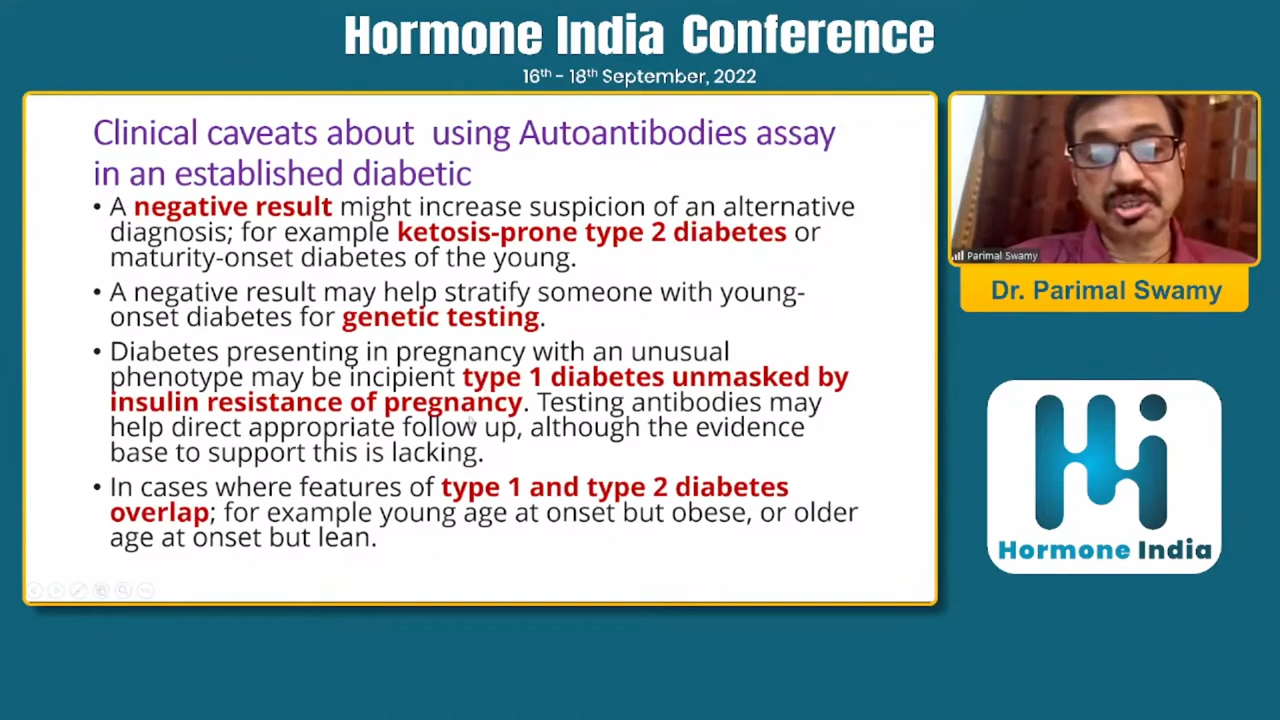 Hormone India Conference
16th - 18th September, 2022
Clinical caveats about using Autoantibodies assay
in an established diabetic
• A negative result might increase suspicion of an alternative
diagnosis; for example ketosis-prone type 2 diabetes or
maturity-onset diabetes of the young.
• A negative result may help stratify someone with young-
onset diabetes for genetic testing.
• Diabetes presenting in pregnancy with an unusual
phenotype may be incipient type 1 diabetes unmasked by
insulin resistance of pregnancy. Testing antibodies may
help direct appropriate follow up, although the evidence
base to support this is lacking.
• In cases where features of type 1 and type 2 diabetes
overlap; for example young age at onset but obese, or older
age at onset but lean.
Parimal Swamy
Dr. Parimal Swamy
Hi
Hormone India